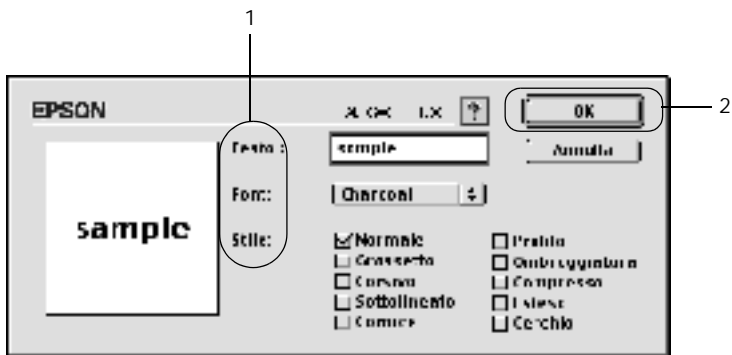 1
EPSON
?
OK
2
Testo :
sample
Annulla
Font:
Charcoal
sample
Stile:
Normale
Profilo
Grassetto
Ombreggiatura
Corsivo
Compresso
Sottolineato
Esteso
Cornice
Cerchio